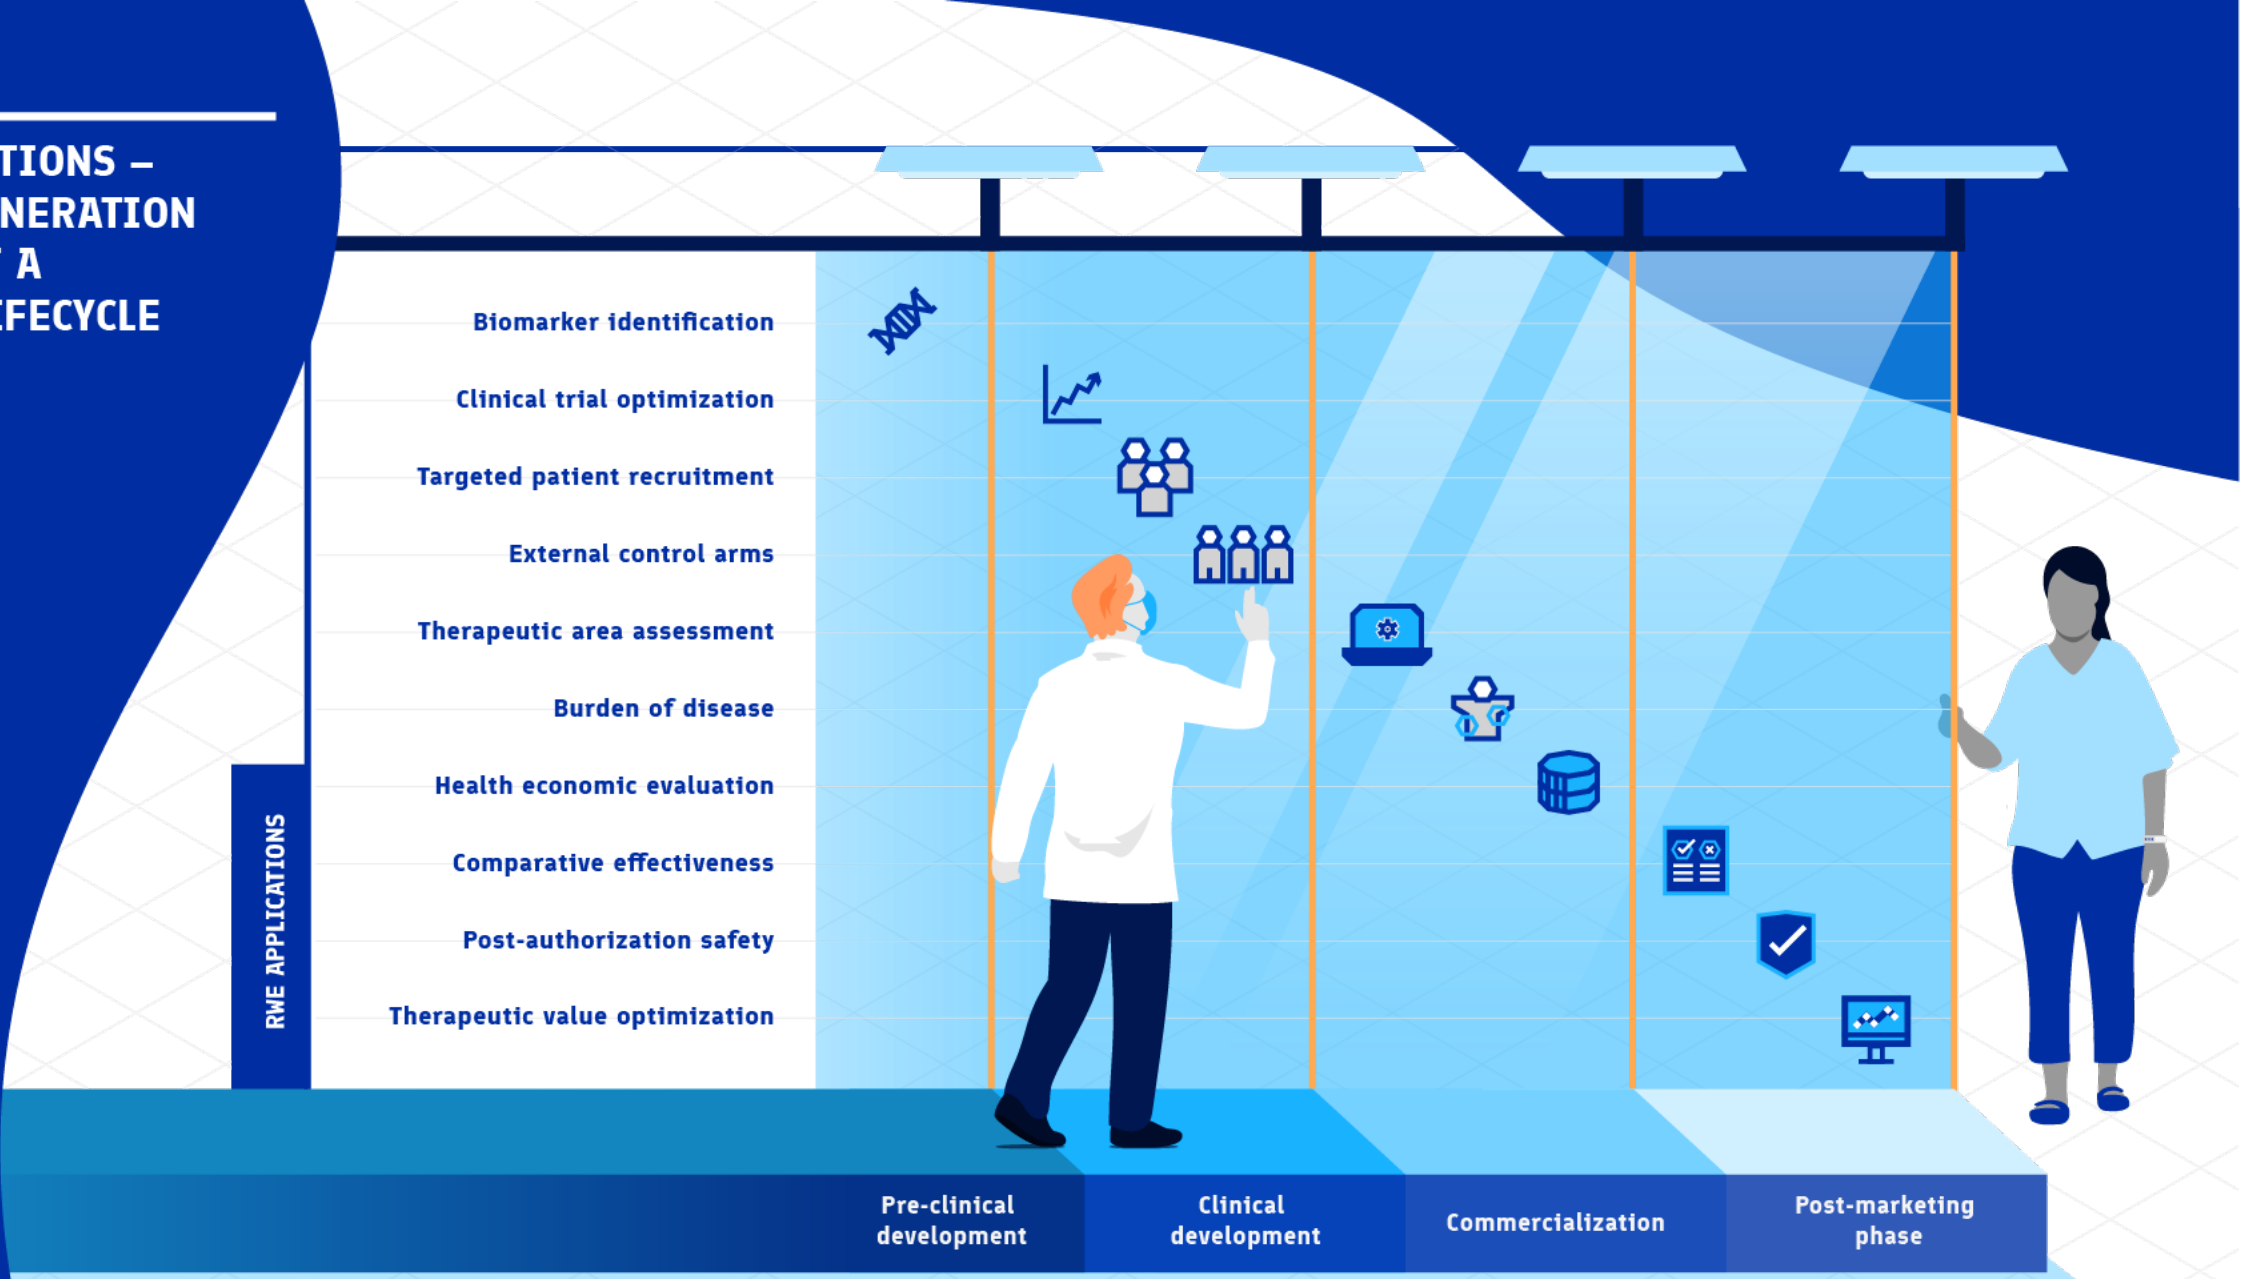 TIONS –
NERATION
A
IFECYCLE
Biomarker identification
Clinical trial optimization
Targeted patient recruitment
External control arms
Therapeutic area assessment
Burden of disease
Health economic evaluation
Comparative effectiveness
Post-authorization safety
Therapeutic value optimization
RWE APPLICATIONS
Pre-clinical
development
Clinical
development
Commercialization
Post-marketing
phase